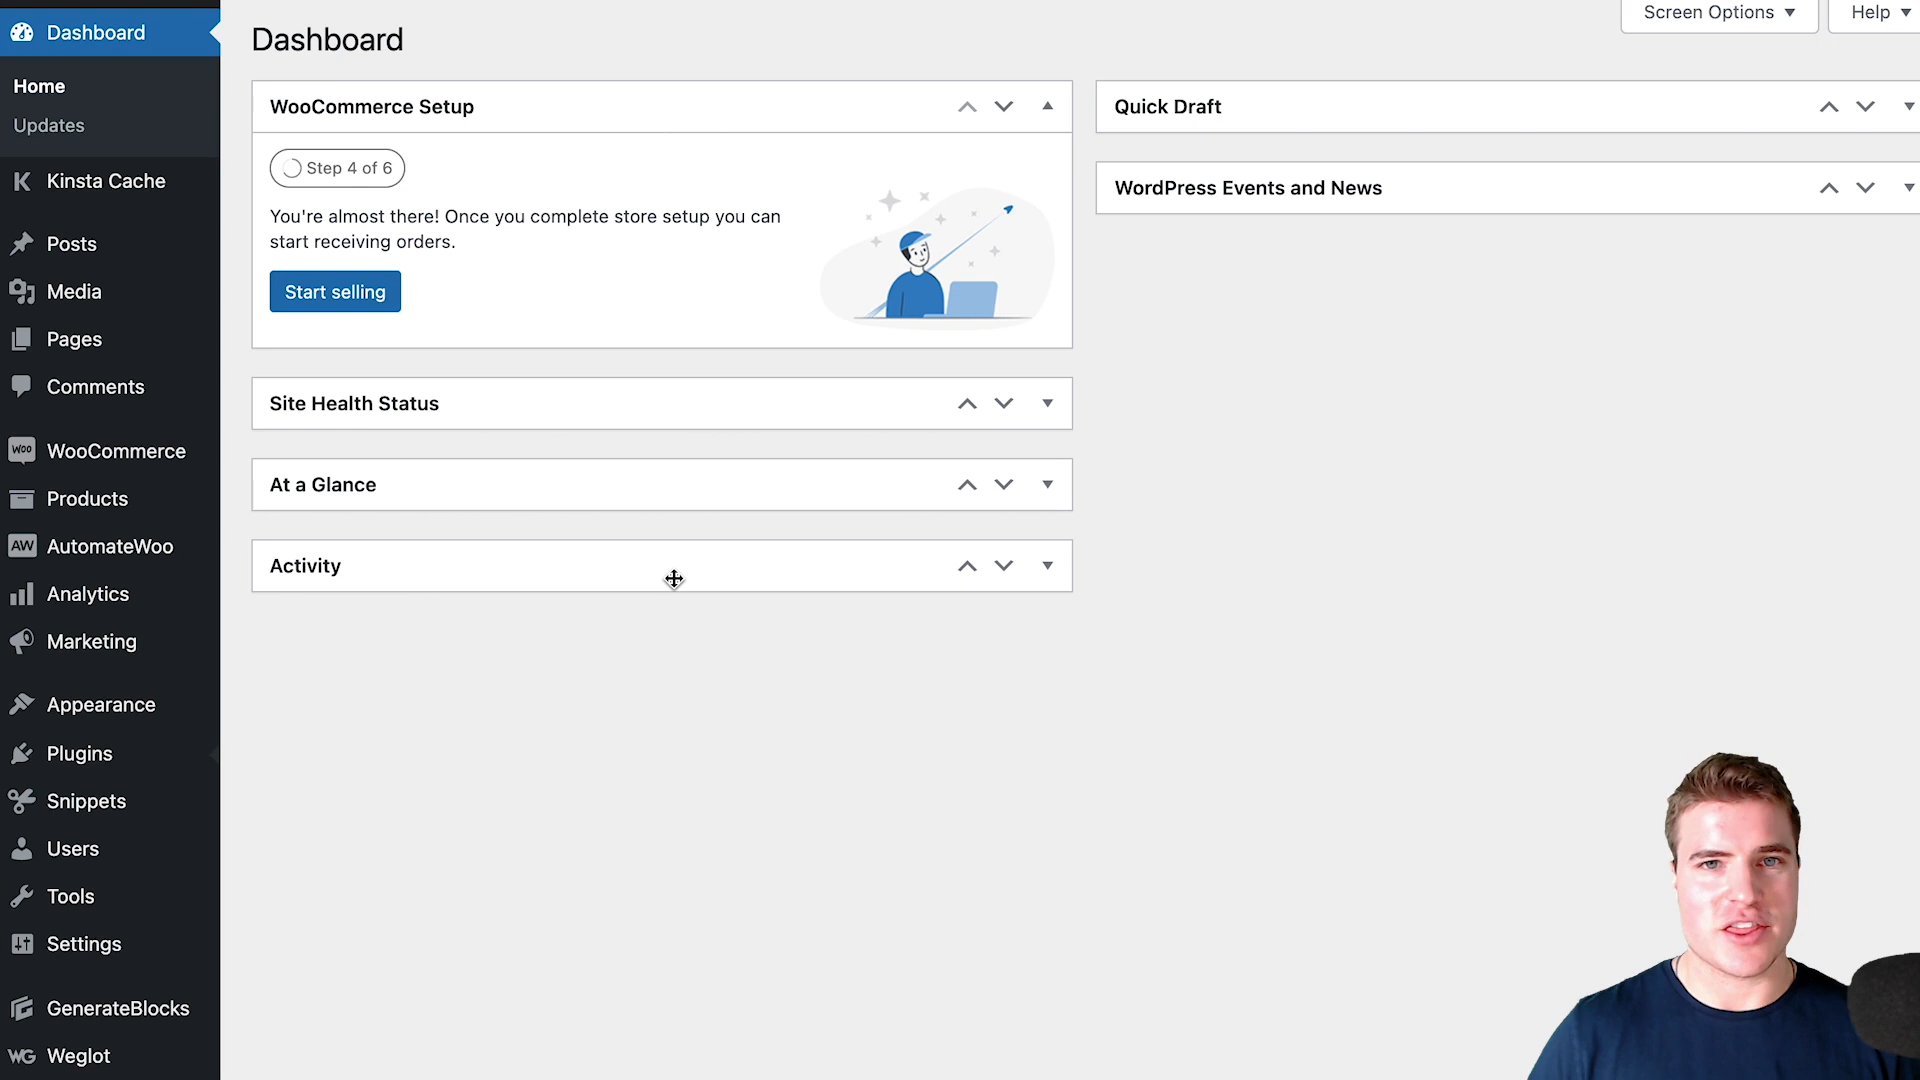 Dashboard
Home
Updates
Kinsta Cache
Posts
Media
Pages
Comments
Woo WooCommerce
Products
AW AutomateWoo
Analytics
Marketing
Appearance
Plugins
Snippets
Users
Tools
Settings
GenerateBlocks
WG Weglot
Screen Options
Help
Dashboard
WooCommerce Setup
Step 4 of 6
You're almost there! Once you complete store setup you can
start receiving orders.
Start selling
Site Health Status
At a Glance
Activity
Quick Draft
WordPress Events and News